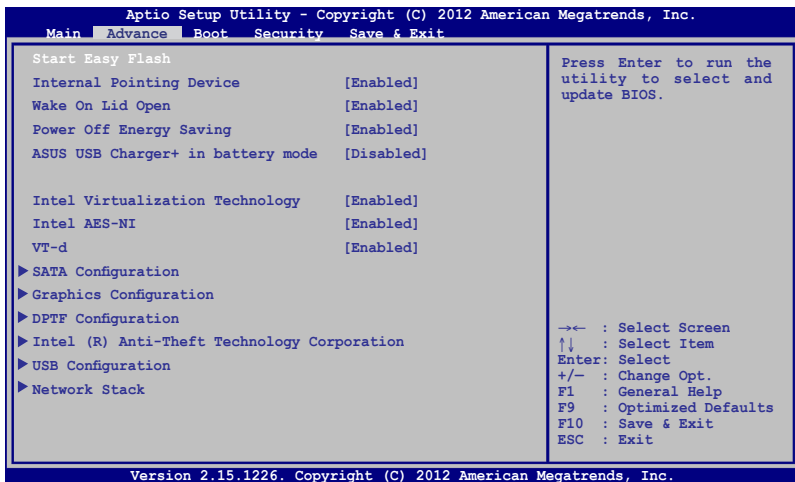 Aptio Setup Utility - Copyright (C) 2012 American Megatrends, Inc.
Main Advance Boot Security Save & Exit
Start Easy Flash
Internal Pointing Device [Enabled]
Wake On Lid Open [Enabled]
Power Off Energy Saving [Enabled]
ASUS USB Charger+ in battery mode [Disabled]
Intel Virtualization Technology [Enabled]
Intel AES-NI [Enabled]
VT-d [Enabled]
SATA Configuration
Graphics Configuration
DPTF Configuration
Intel (R) Anti-Theft Technology Corporation
USB Configuration
Network Stack
Press Enter to run the
utility to select and
update BIOS.
→← : Select Screen
↑↓ : Select Item
Enter: Select
+/— : Change Opt.
F1 : General Help
F9 : Optimized Defaults
F10 : Save & Exit
ESC : Exit
Version 2.15.1226. Copyright (C) 2012 American Megatrends, Inc.